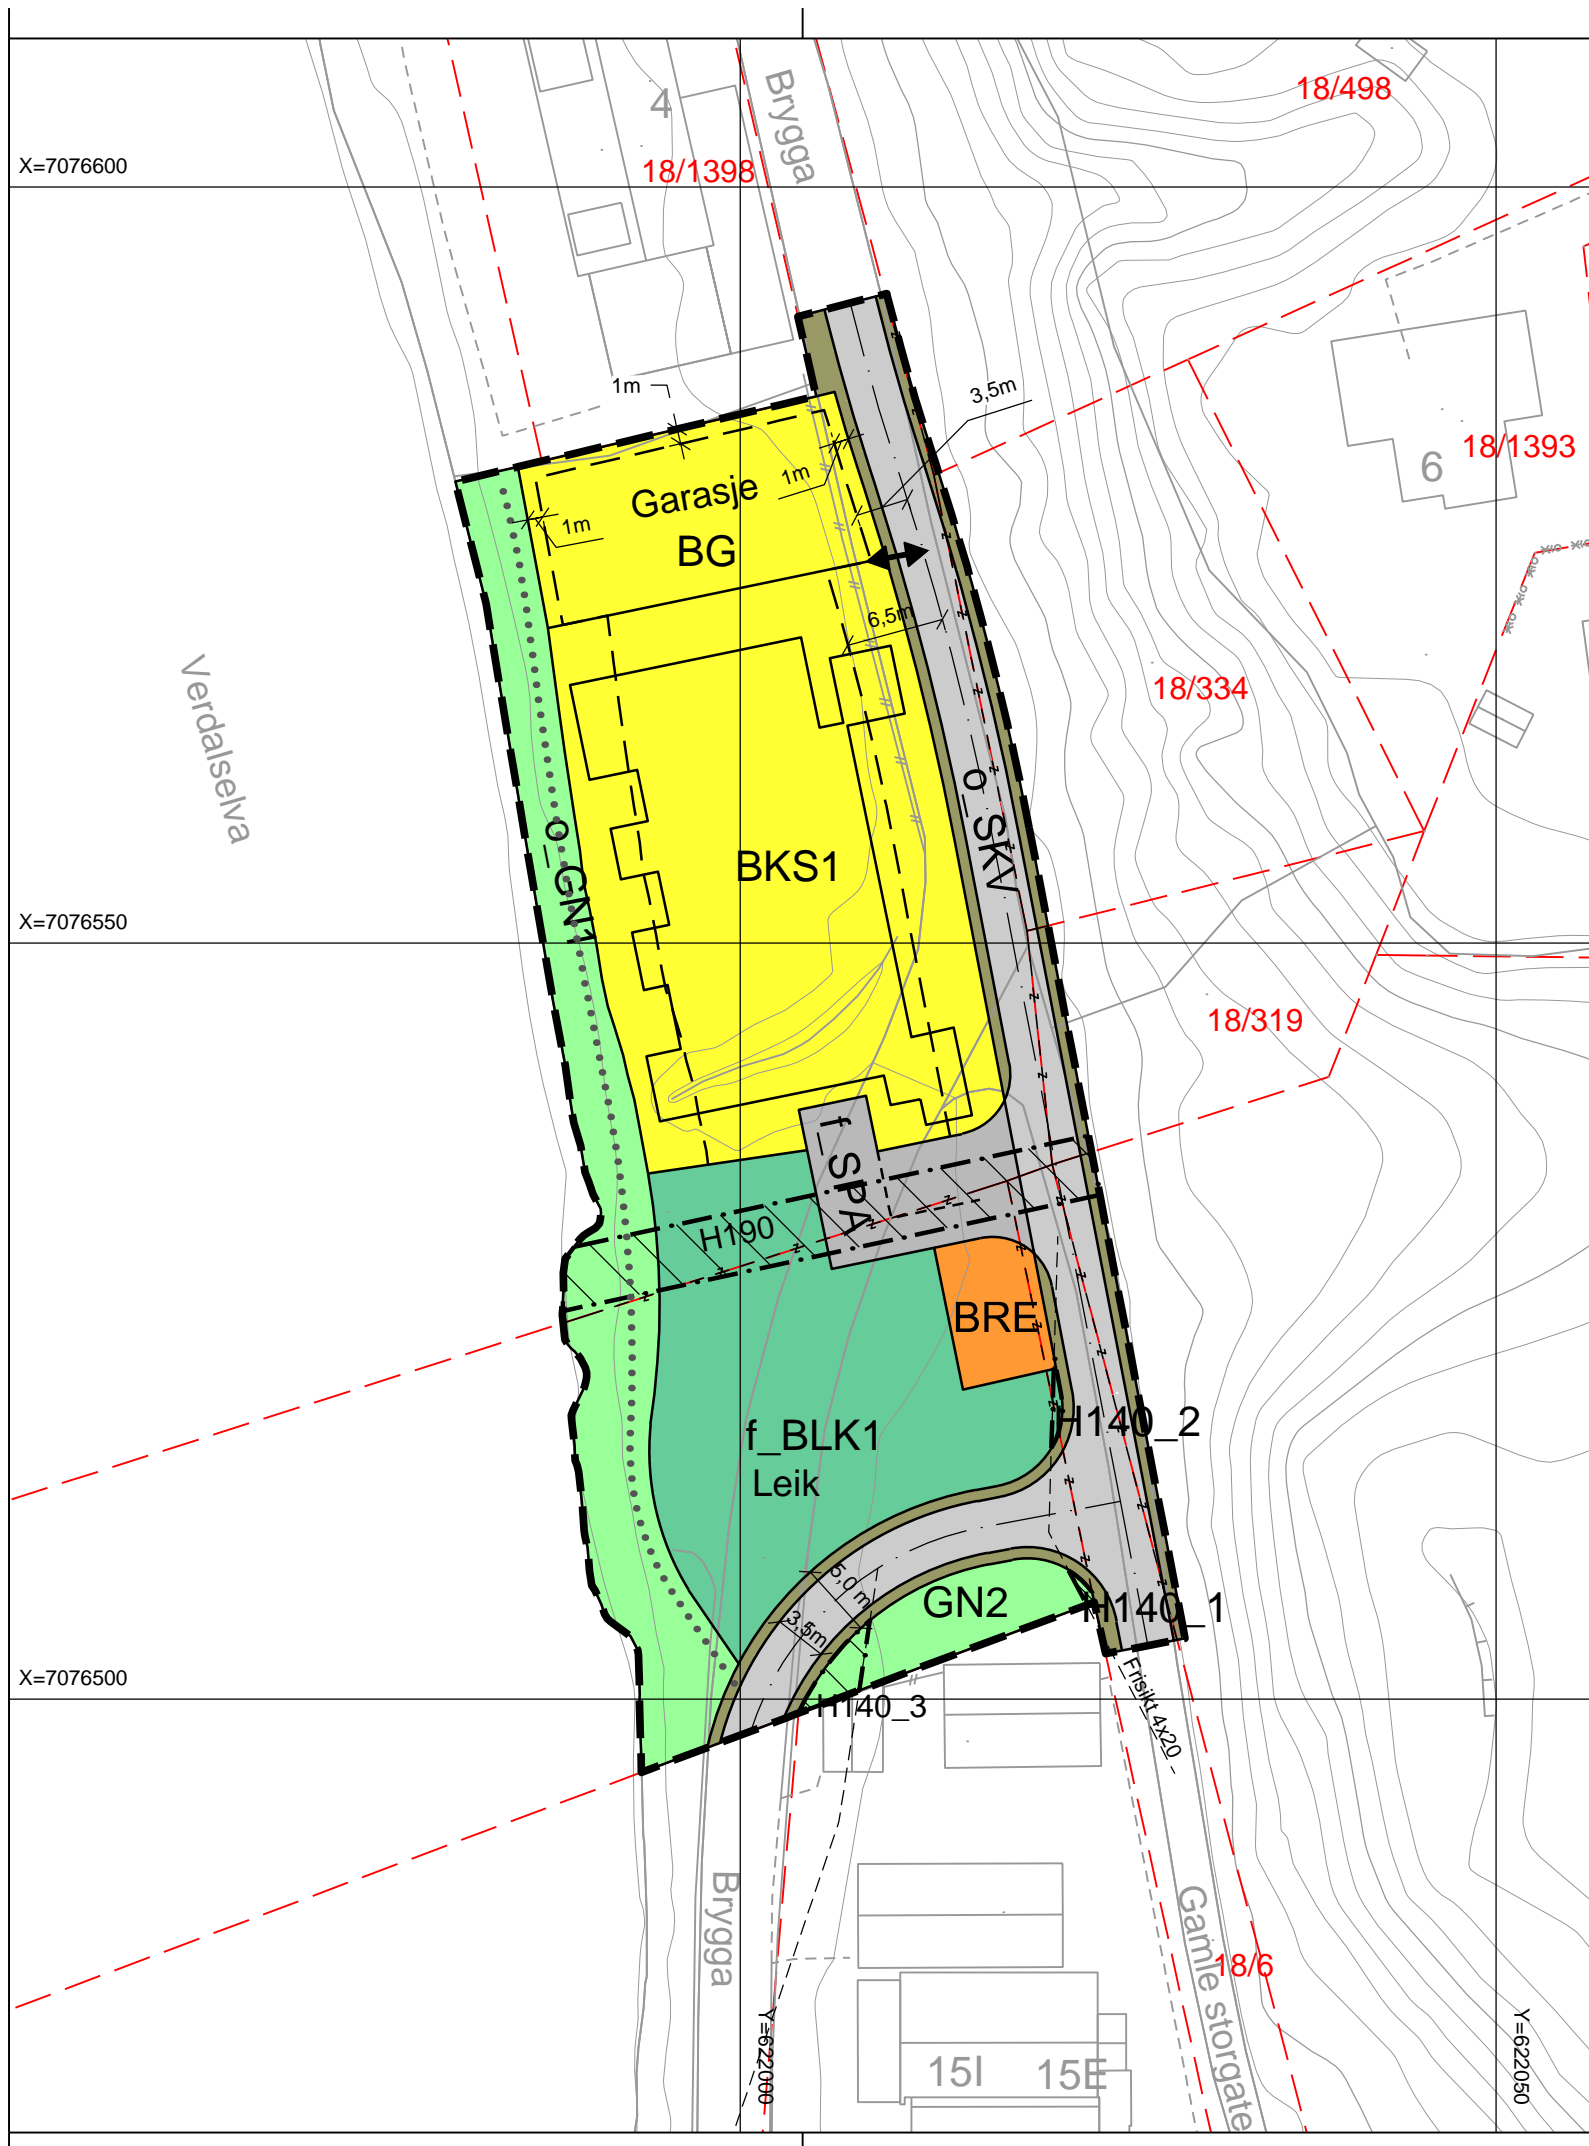 4
Brygga
18/498
X=7076600
18/1398
1m
3,5m
18/1393
6
1m
Garasje
1m
BG
6,5m
18/334
Verdalselva
o_SKV
o_GN1
BKS1
X=7076550
18/319
f_SPA
H190
BRE
H140_2
f_BLK1
Leik
5,0 m
GN2
H140_1
3,5m
X=7076500
H140_3
Frisikt 4x20
Brygga
Gamle storgate
18/6
Y=622000
Y=622050
15I
15E